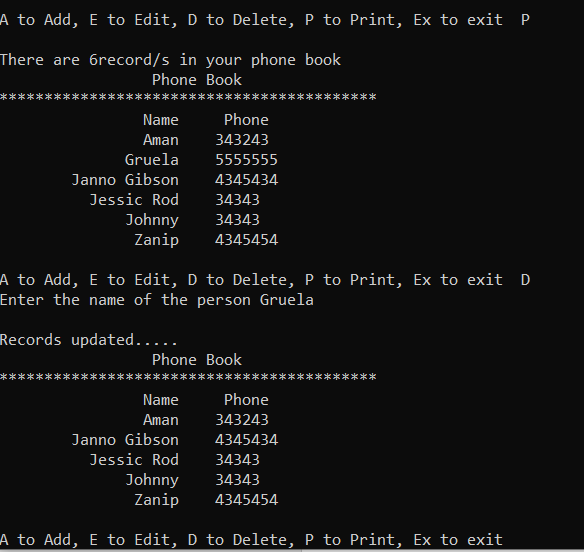 A to Add, E to Edit, D to Delete, P to Print, Ex to exit  P
There are 6record/s in your phone book
Phone Book
******************************************
Name     Phone
Aman    343243
Gruela    5555555
Janno Gibson    4345434
Jessic Rod    34343
Johnny    34343
Zanip    4345454
A to Add, E to Edit, D to Delete, P to Print, Ex to exit  D
Enter the name of the person Gruela
Records updated.....
Phone Book
******************************************
Name     Phone
Aman    343243
Janno Gibson    4345434
Jessic Rod    34343
Johnny    34343
Zanip    4345454
A to Add, E to Edit, D to Delete, P to Print, Ex to exit